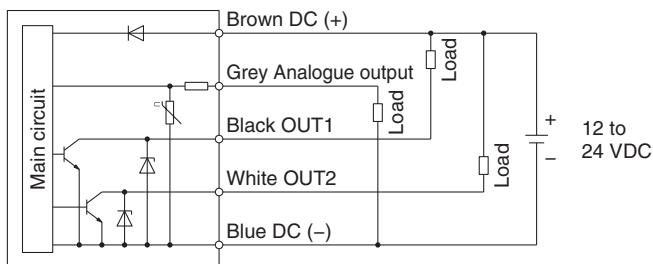 Brown DC (+)
Grey Analogue output
Black OUT1
White OUT2
Blue DC (−)
Main circuit
Load
Load
Load
+
−
12 to
24 VDC